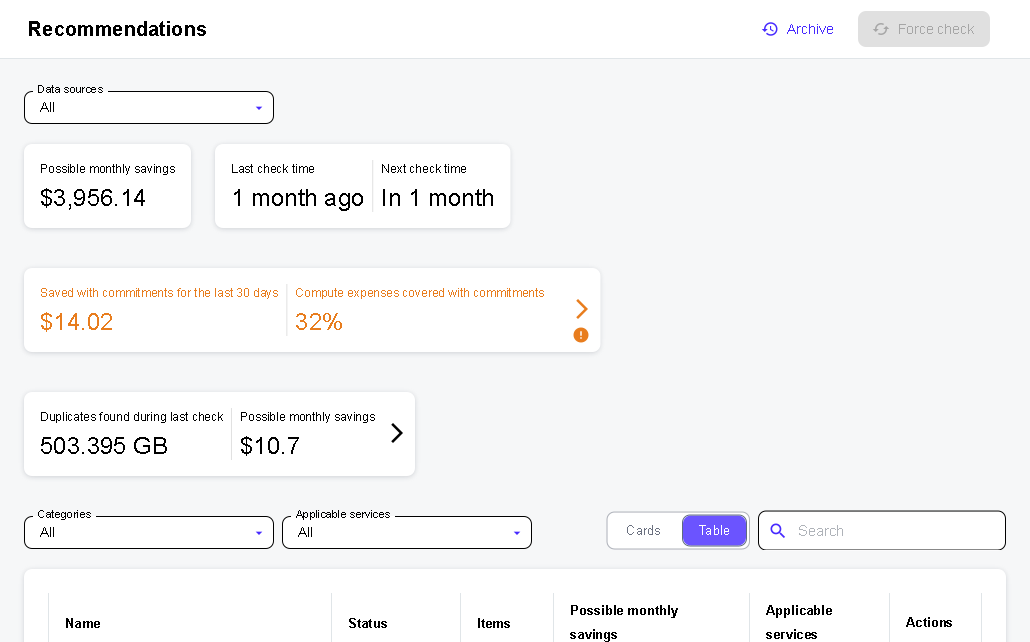 Recommendations
Archive
Force check
Data sources
All
Possible monthly savings
$3,956.14
Last check time
1 month ago
Next check time
In 1 month
Saved with commitments for the last 30 days
$14.02
Compute expenses covered with commitments
32%
Duplicates found during last check
503.395 GB
Possible monthly savings
$10.7
Categories
All
Applicable services
All
Cards
Table
Search
Name
Status
Items
Possible monthly
savings
Applicable
services
Actions